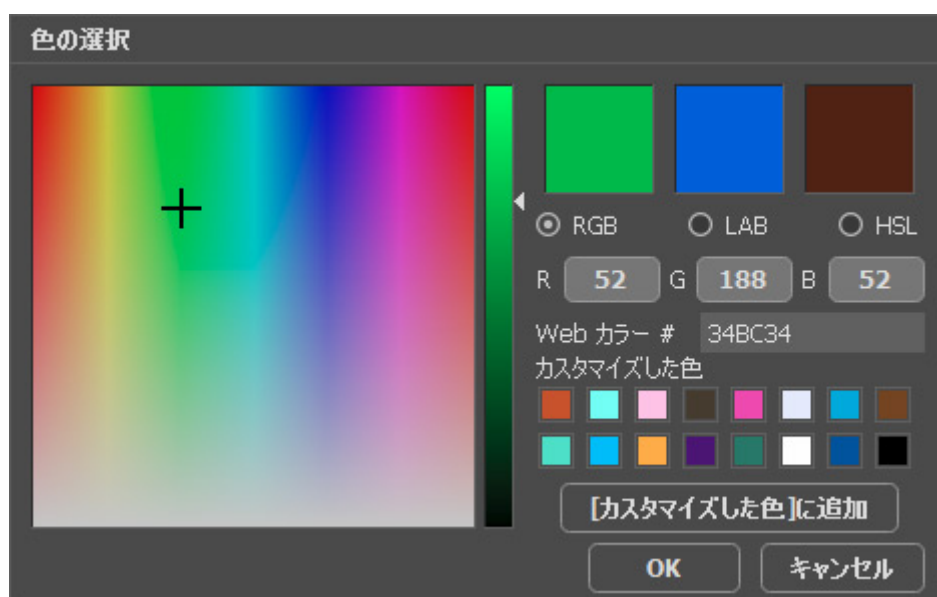 色の選択
RGB LAB HSL
R 52 G 188 B 52
Web カラー # 34BC34
カスタマイズした色
[カスタマイズした色]に追加
OK キャンセル